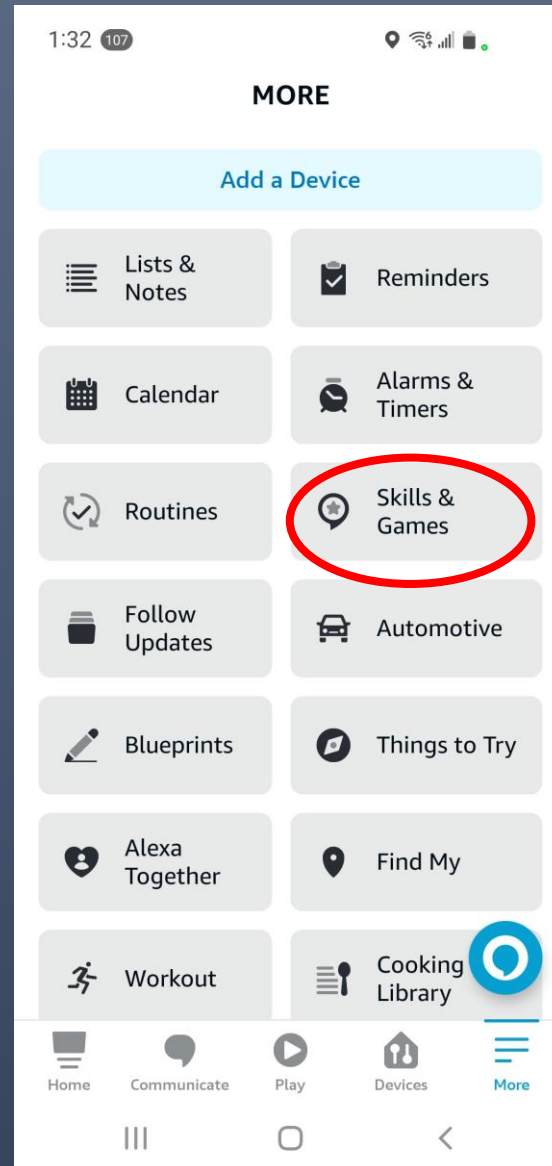 1:32 107
MORE
Add a Device
Lists &
Notes
Reminders
Calendar
Alarms &
Timers
Routines
Skills &
Games
Follow
Updates
Automotive
Blueprints
Things to Try
Alexa
Together
Find My
Workout
Cooking
Library
Home Communicate Play Devices More